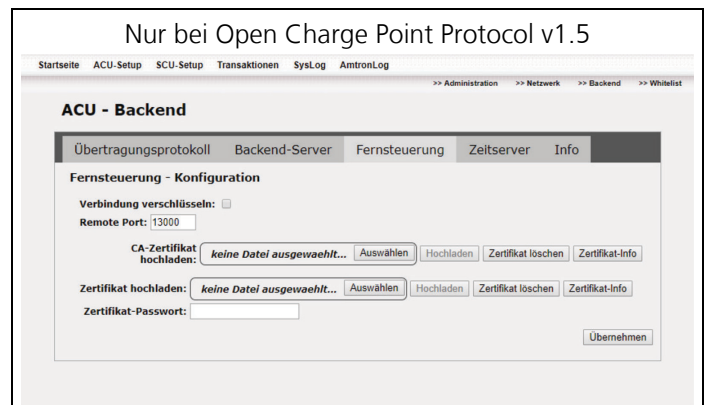 Nur bei Open Charge Point Protocol v1.5
Startseite ACU-Setup SCU-Setup Transaktionen SysLog AmtronLog
>> Administration >> Netzwerk >> Backend >> Whitelist
ACU - Backend
Übertragungsprotokoll Backend-Server Fernsteuerung Zeitserver Info
Fernsteuerung - Konfiguration
Verbindung verschlüsseln:
Remote Port: 13000
CA-Zertifikat
hochladen: keine Datei ausgewaehlt... Auswählen Hochladen Zertifikat löschen Zertifikat-Info
Zertifikat hochladen: keine Datei ausgewaehlt... Auswählen Hochladen Zertifikat löschen Zertifikat-Info
Zertifikat-Passwort:
Übernehmen